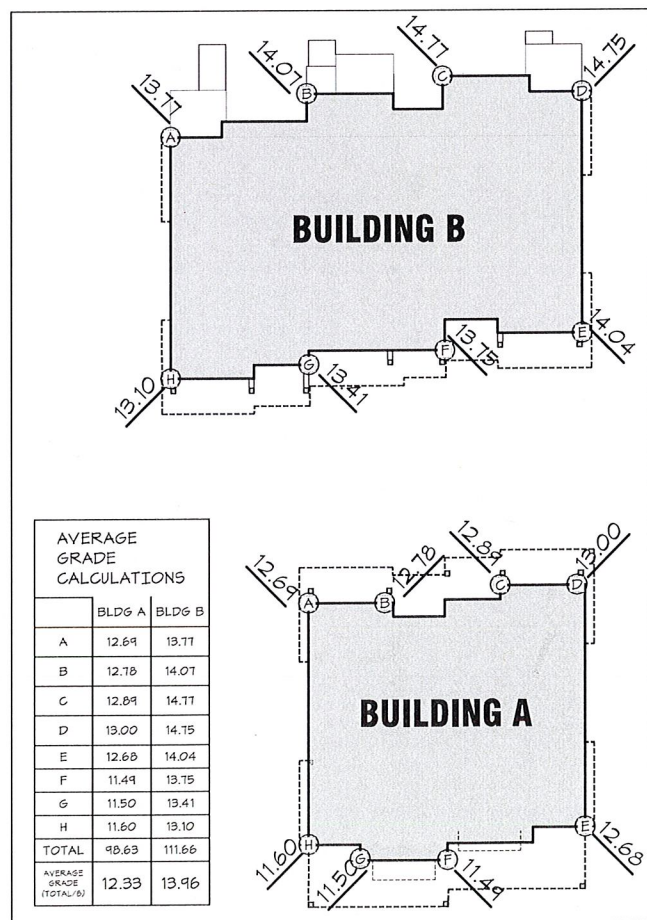 13.77
14.07
14.77
14.75
A
B
C
D
BUILDING B
E
F
G
H
14.04
13.75
13.41
13.10
AVERAGE
GRADE
CALCULATIONS
BLDG A BLDG B
A 12.69 13.77
B 12.78 14.07
C 12.89 14.77
D 13.00 14.75
E 12.68 14.04
F 11.49 13.75
G 11.50 13.41
H 11.60 13.10
TOTAL 98.63 111.66
AVERAGE
GRADE
(TOTAL/8)
12.33 13.96
12.69
12.78
12.89
13.00
A
B
C
D
BUILDING A
E
H
G
F
11.60
11.50
11.49
12.68